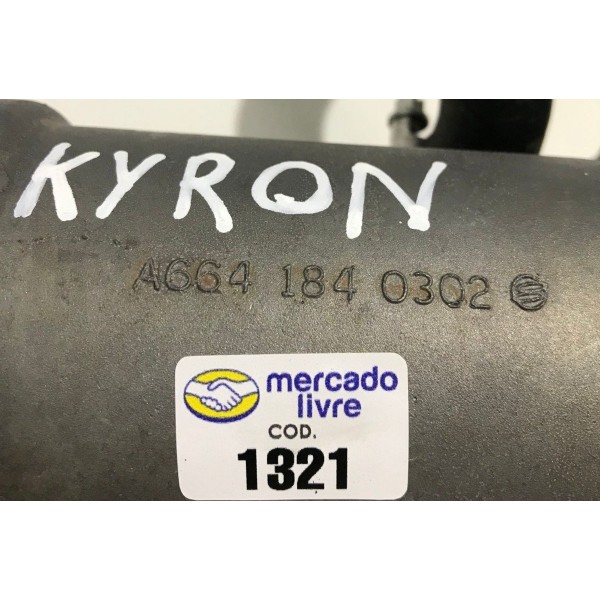 KYRON
A664 184 0302
mercado
livre
COD.
1321